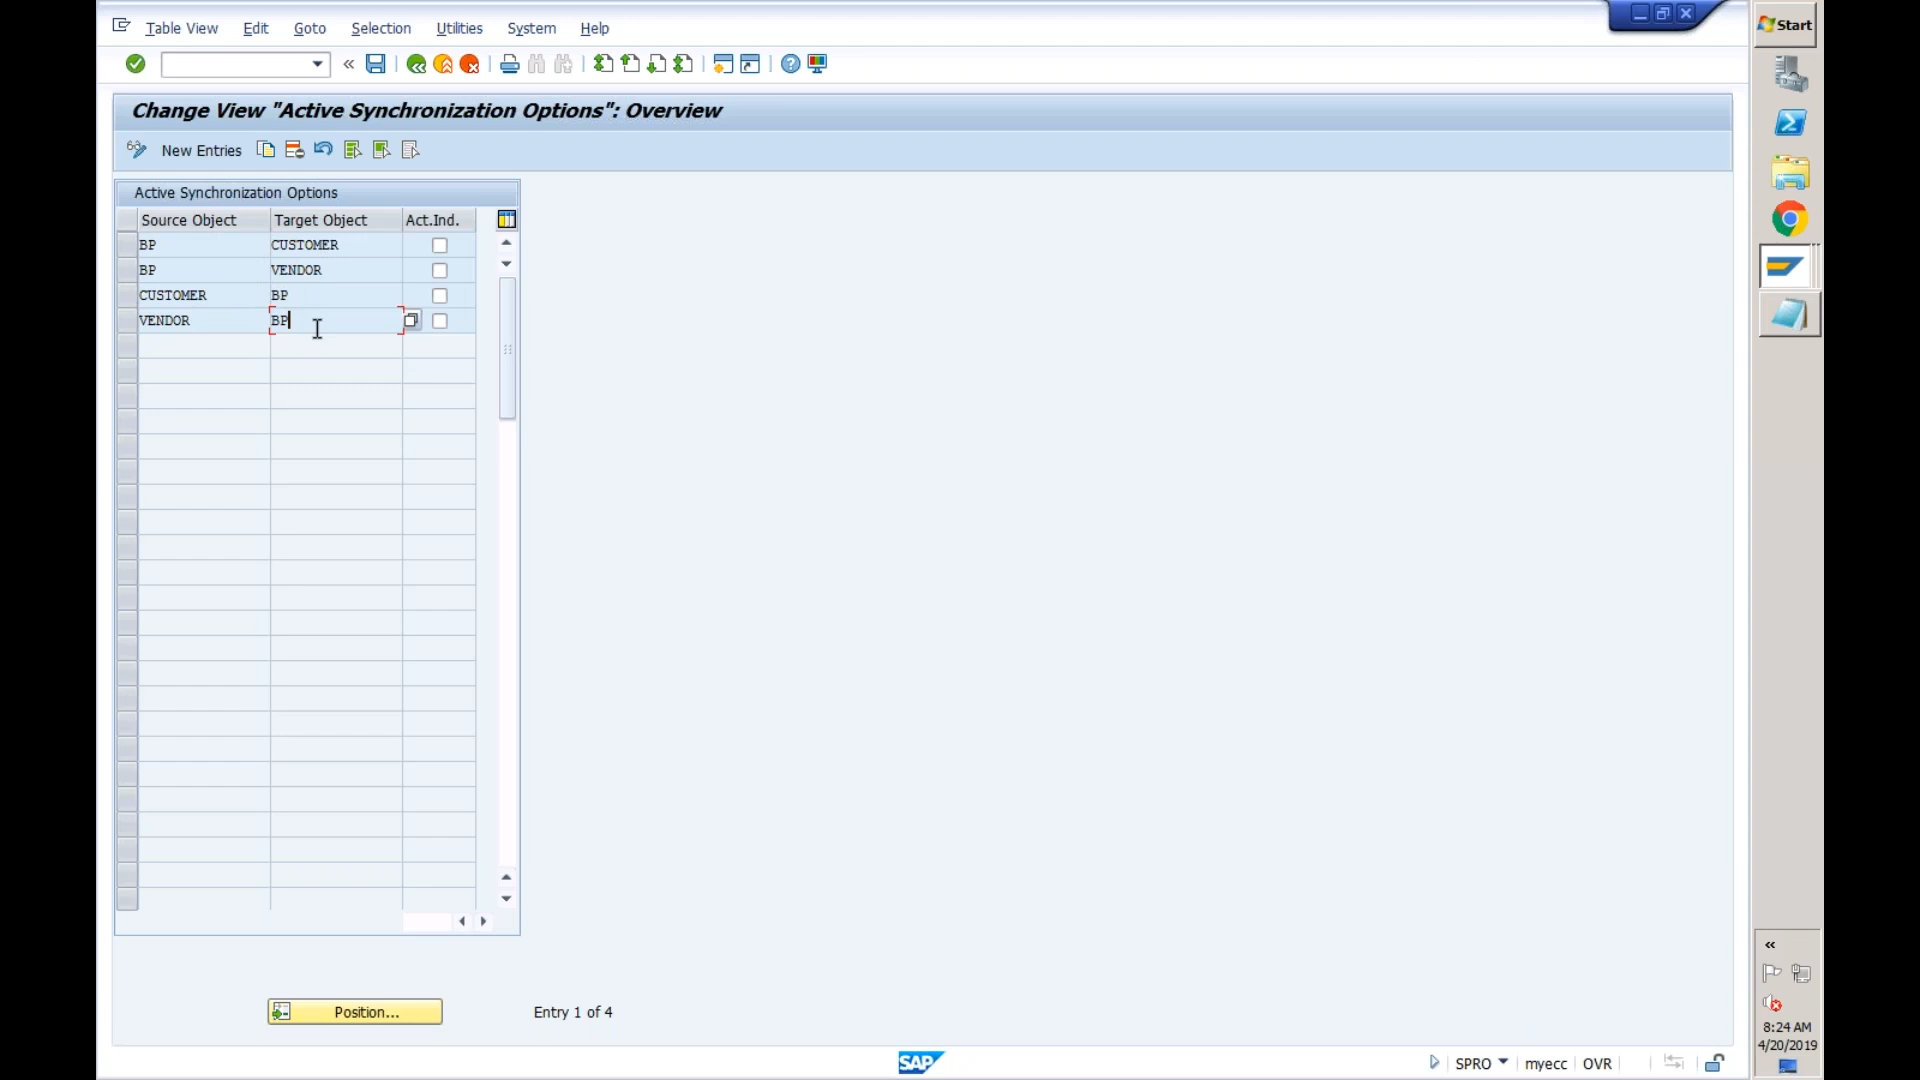 Table View Edit Goto Selection Utilities System Help
Start
Change View "Active Synchronization Options": Overview
New Entries
Active Synchronization Options
Source Object Target Object Act.Ind.
BP CUSTOMER
BP VENDOR
CUSTOMER BP
VENDOR BP
Position... Entry 1 of 4
SAP
SPRO myecc OVR
8:24 AM
4/20/2019